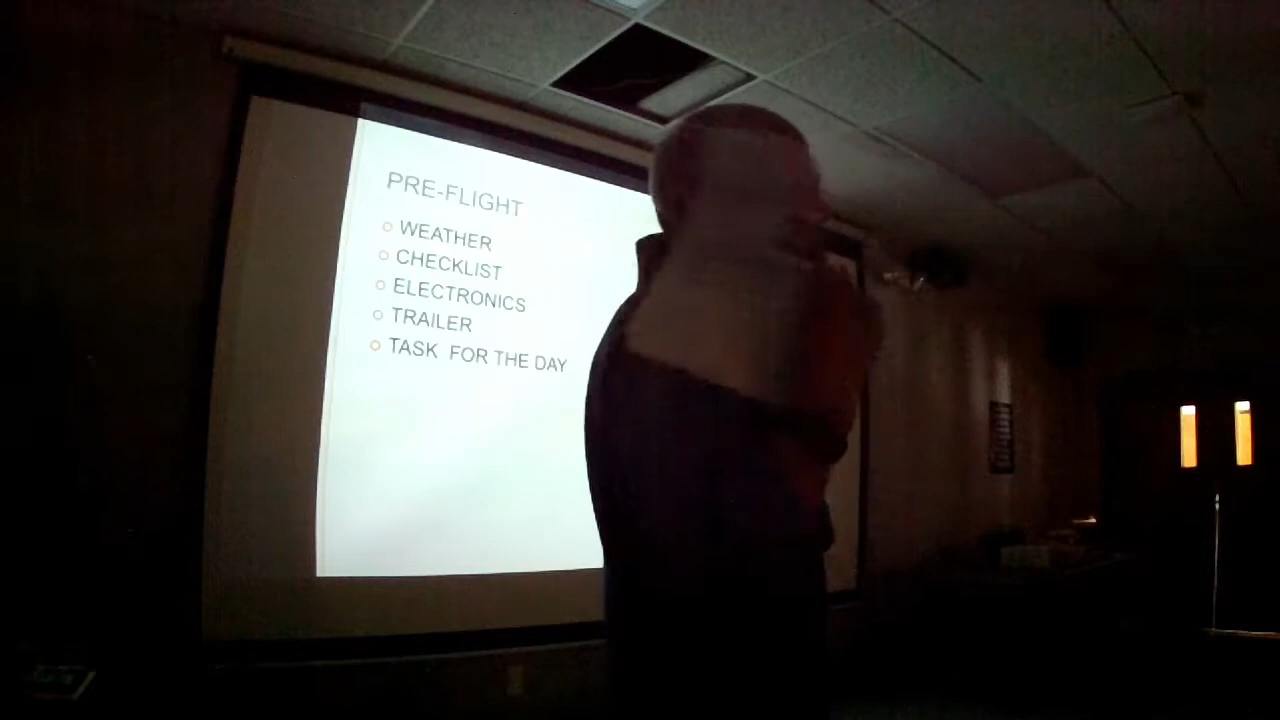 PRE-FLIGHT
WEATHER
CHECKLIST
ELECTRONICS
TRAILER
TASK FOR THE DAY